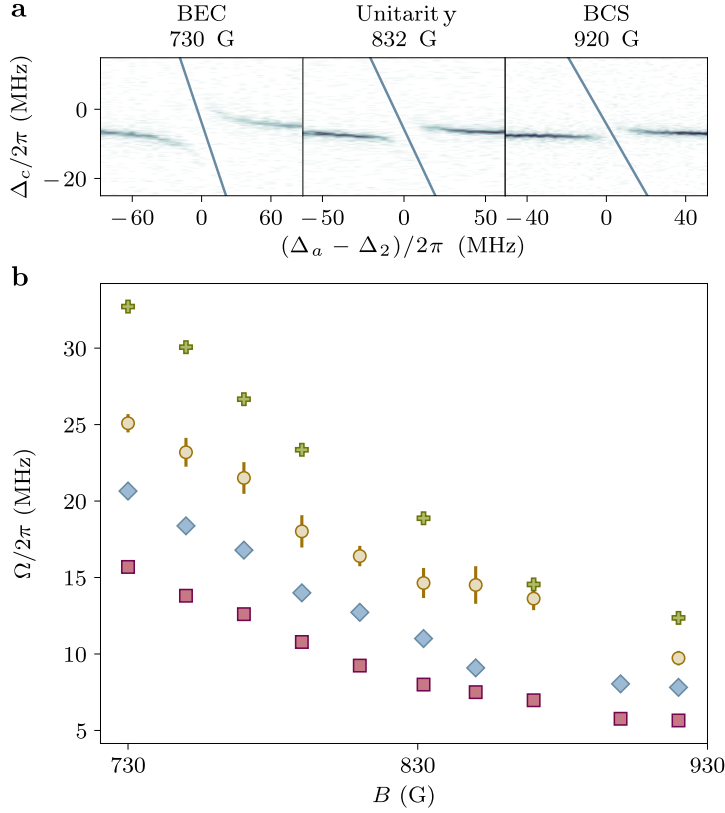 a
BEC
730 G
Unitarit y
832 G
BCS
920 G
Δc/2π (MHz)
0
−20
−60 0 60
−50 0 50
−40 0 40
(Δa − Δ2)/2π (MHz)
b
Ω/2π (MHz)
30
25
20
15
10
5
730 830 930
B (G)